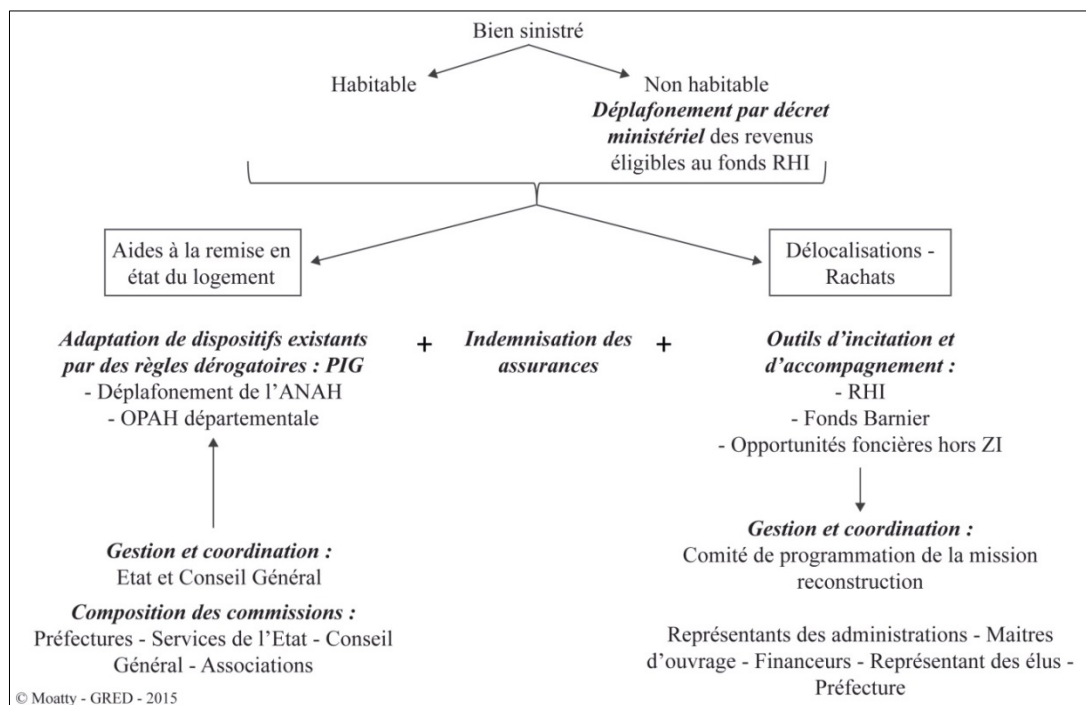 Bien sinistré
Habitable
Non habitable
Déplafonement par décret
ministériel des revenus
éligibles au fonds RHI
Aides à la remise en
état du logement
Délocalisations -
Rachats
Adaptation de dispositifs existants
par des règles dérogatoires : PIG
- Déplafonement de l’ANAH
- OPAH départementale
+
Indemnisation des
assurances
+
Outils d’incitation et
d’accompagnement :
- RHI
- Fonds Barnier
- Opportunités foncières hors ZI
Gestion et coordination :
Etat et Conseil Général
Composition des commissions :
Préfectures - Services de l’Etat - Conseil
Général - Associations
Gestion et coordination :
Comité de programmation de la mission
reconstruction
Représentants des administrations - Maitres
d’ouvrage - Financeurs - Représentant des élus -
Préfecture
© Moatty - GRED - 2015